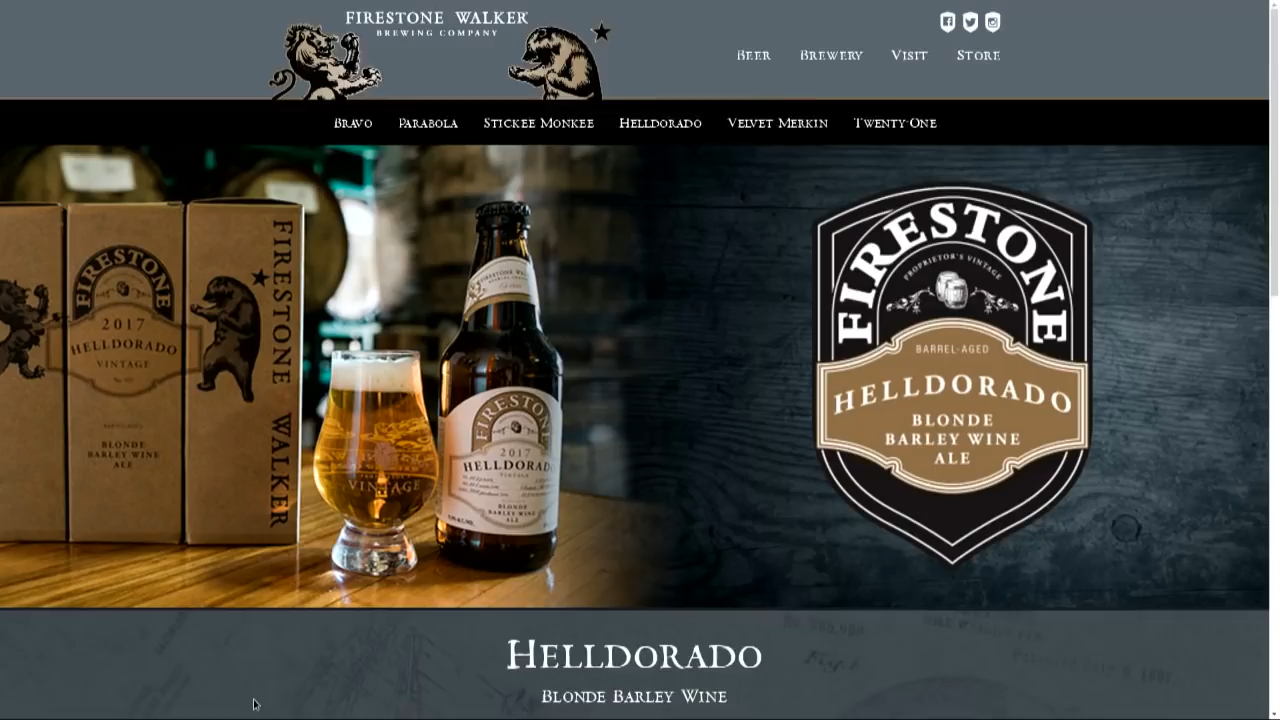 FIRESTONE WALKER
BREWING COMPANY
BEER BREWERY VISIT STORE
BRAVO PARABOLA STICKEE MONKEE HELLDORADO VELVET MERKIN TWENTY-ONE
FIRESTONE
2017
HELLDORADO
VINTAGE
BLONDE
BARLEY WINE
ALE
FIRESTONE WALKER
VINTAGE
FIRESTONE
2017
HELLDORADO
VINTAGE
BLONDE
BARLEY WINE
ALE
FIRESTONE
PROPRIETOR'S VINTAGE
BARREL-AGED
HELLDORADO
BLONDE
BARLEY WINE
ALE
HELLDORADO
BLONDE BARLEY WINE